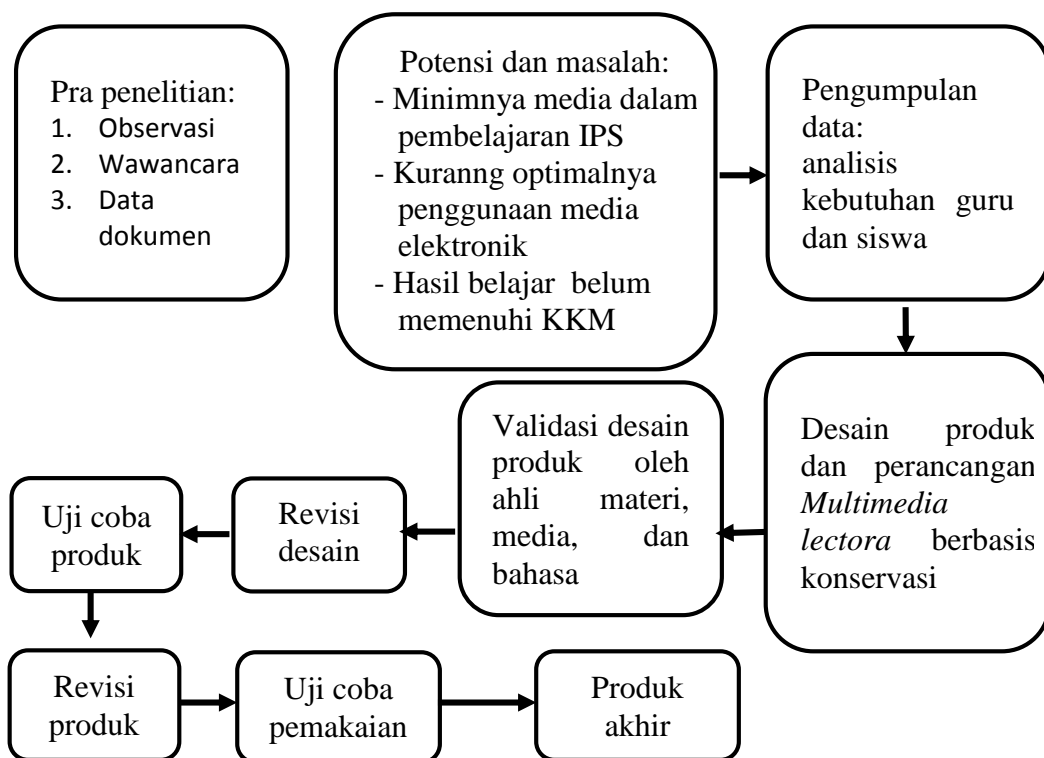 Pra penelitian:
1. Observasi
2. Wawancara
3. Data
dokumen
Potensi dan masalah:
- Minimnya media dalam
pembelajaran IPS
- Kuranng optimalnya
penggunaan media
elektronik
- Hasil belajar belum
memenuhi KKM
Pengumpulan
data:
analisis
kebutuhan guru
dan siswa
Desain produk
dan perancangan
Multimedia
lectora berbasis
konservasi
Validasi desain
produk oleh
ahli materi,
media, dan
bahasa
Revisi
desain
Uji coba
produk
Revisi
produk
Uji coba
pemakaian
Produk
akhir